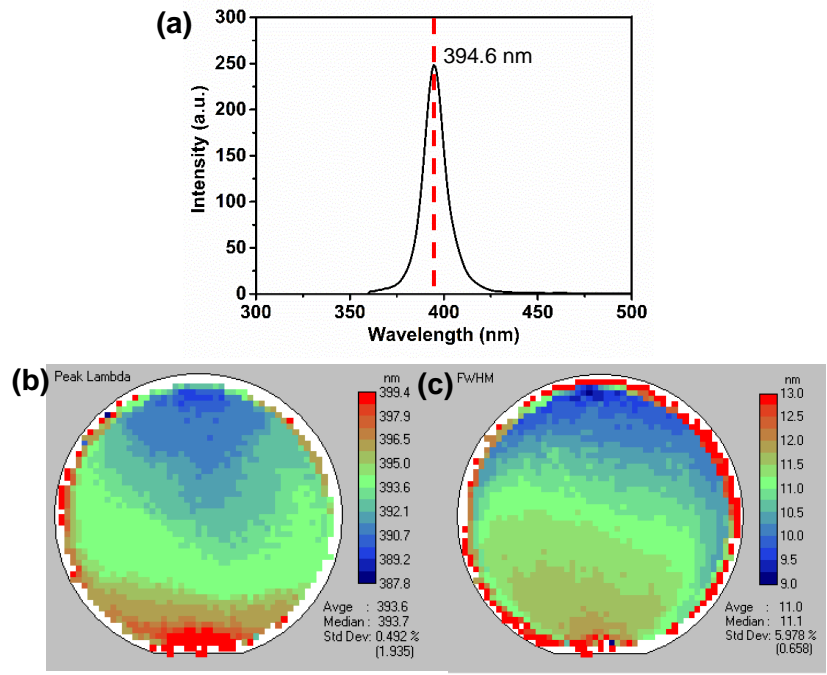 (a)
300
250
200
150
100
50
0
Intensity (a.u.)
394.6 nm
300 350 400 450 500
Wavelength (nm)
(b)
Peak Lambda
nm
399.4
397.9
396.5
395.0
393.6
392.1
390.7
389.2
387.8
Avge : 393.6
Median : 393.7
Std Dev: 0.492 %
(1.935)
(c)
FWHM
nm
13.0
12.5
12.0
11.5
11.0
10.5
10.0
9.5
9.0
Avge : 11.0
Median : 11.1
Std Dev: 5.978 %
(0.658)